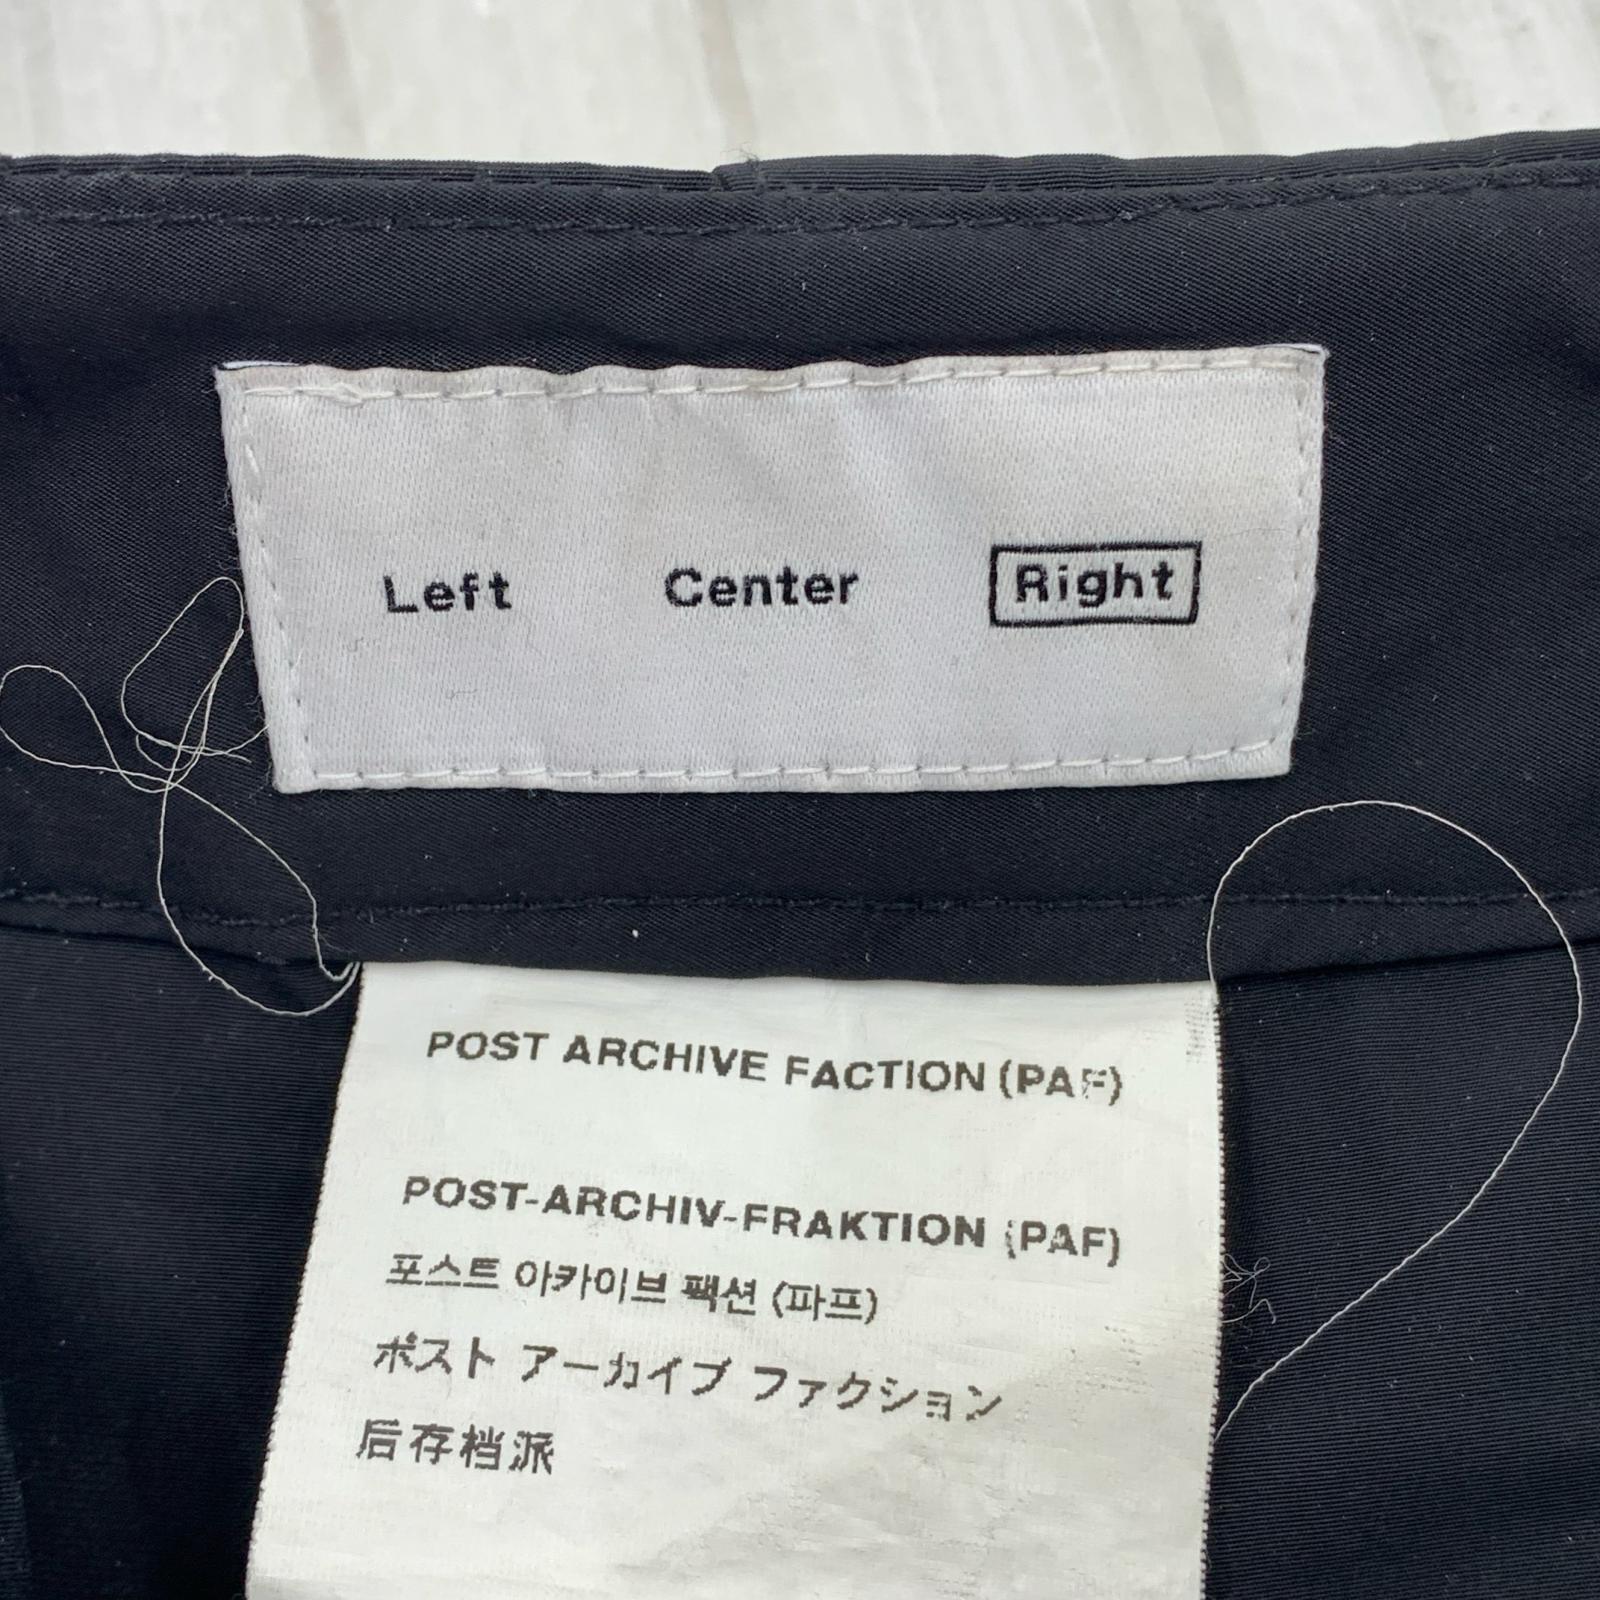 Left Center Right
POST ARCHIVE FACTION (PAF)
POST-ARCHIV-FRAKTION (PAF)
포스트 아카이브 팩션 (파프)
ポスト アーカイブ ファクション
后存档派